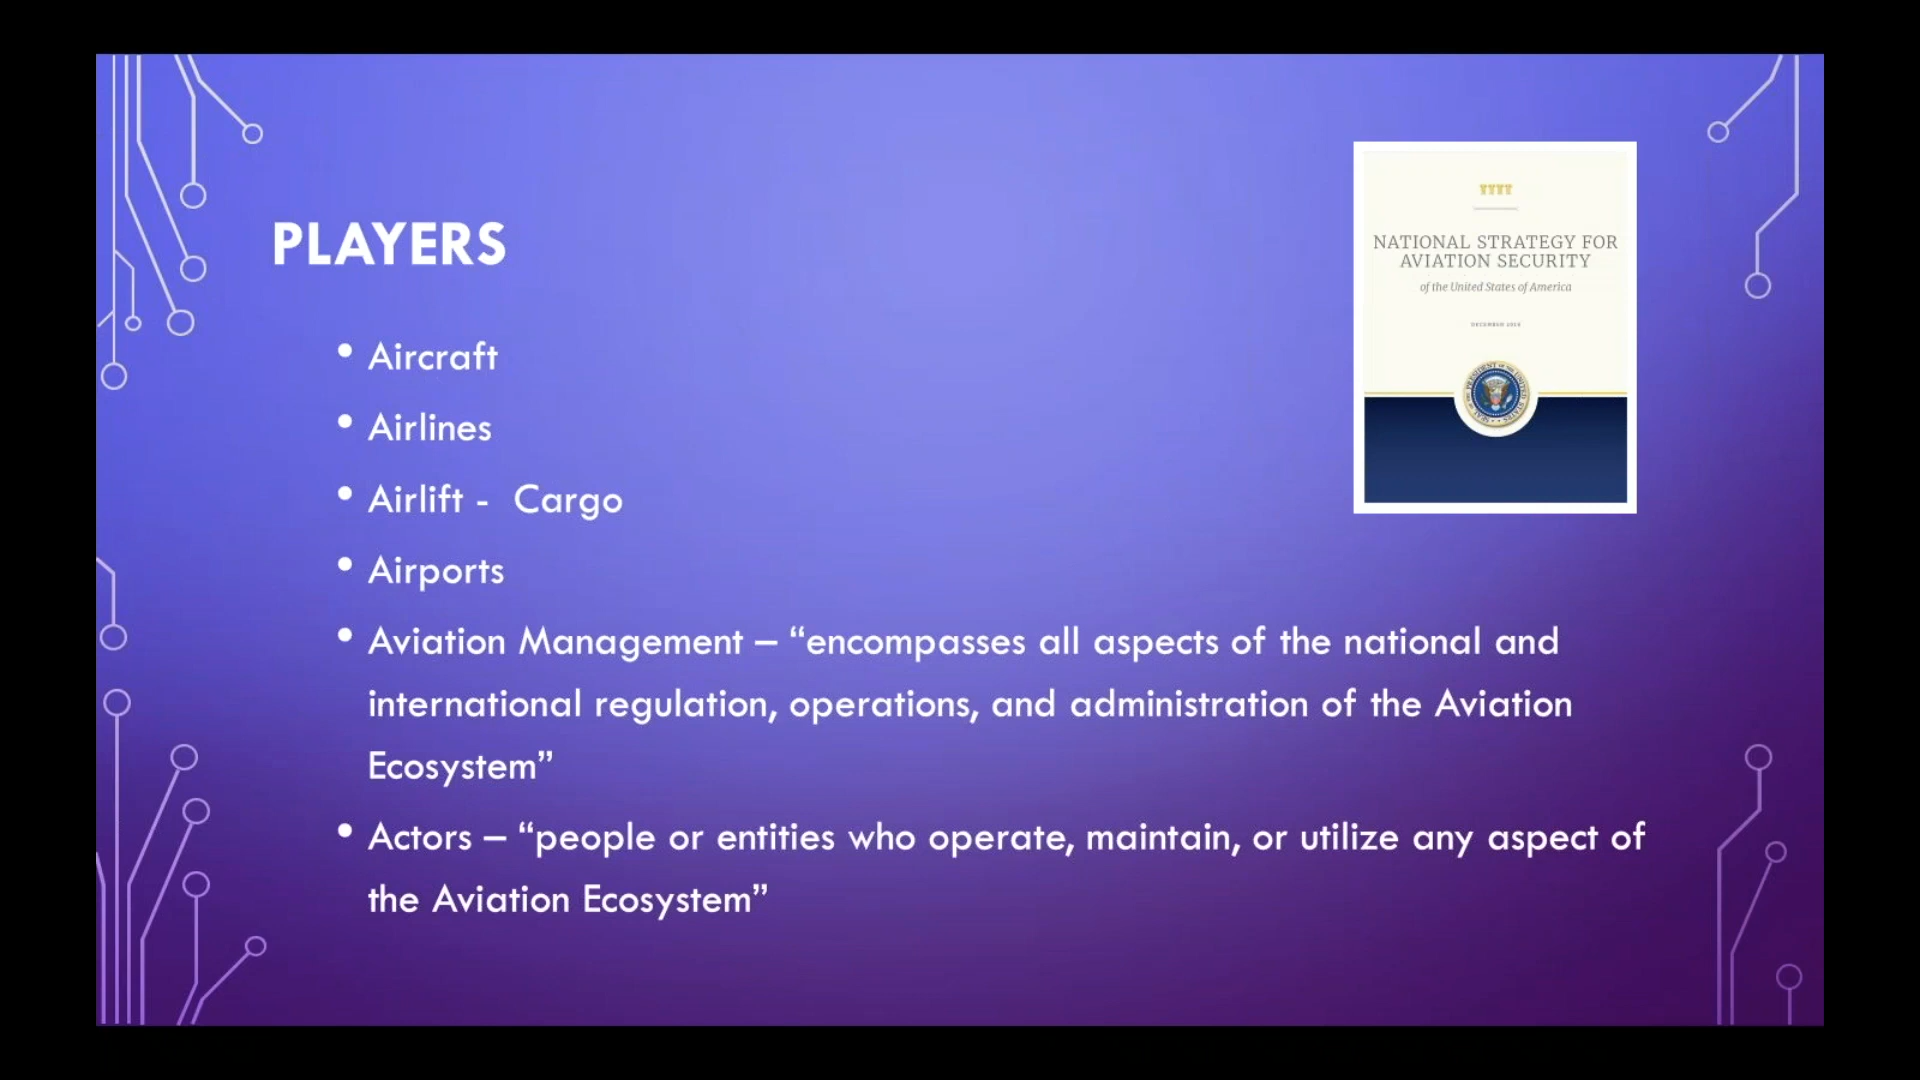 PLAYERS
• Aircraft
• Airlines
• Airlift -  Cargo
• Airports
• Aviation Management – “encompasses all aspects of the national and
international regulation, operations, and administration of the Aviation
Ecosystem”
• Actors – “people or entities who operate, maintain, or utilize any aspect of
the Aviation Ecosystem”
NATIONAL STRATEGY FOR
AVIATION SECURITY
of the United States of America
DECEMBER 2018